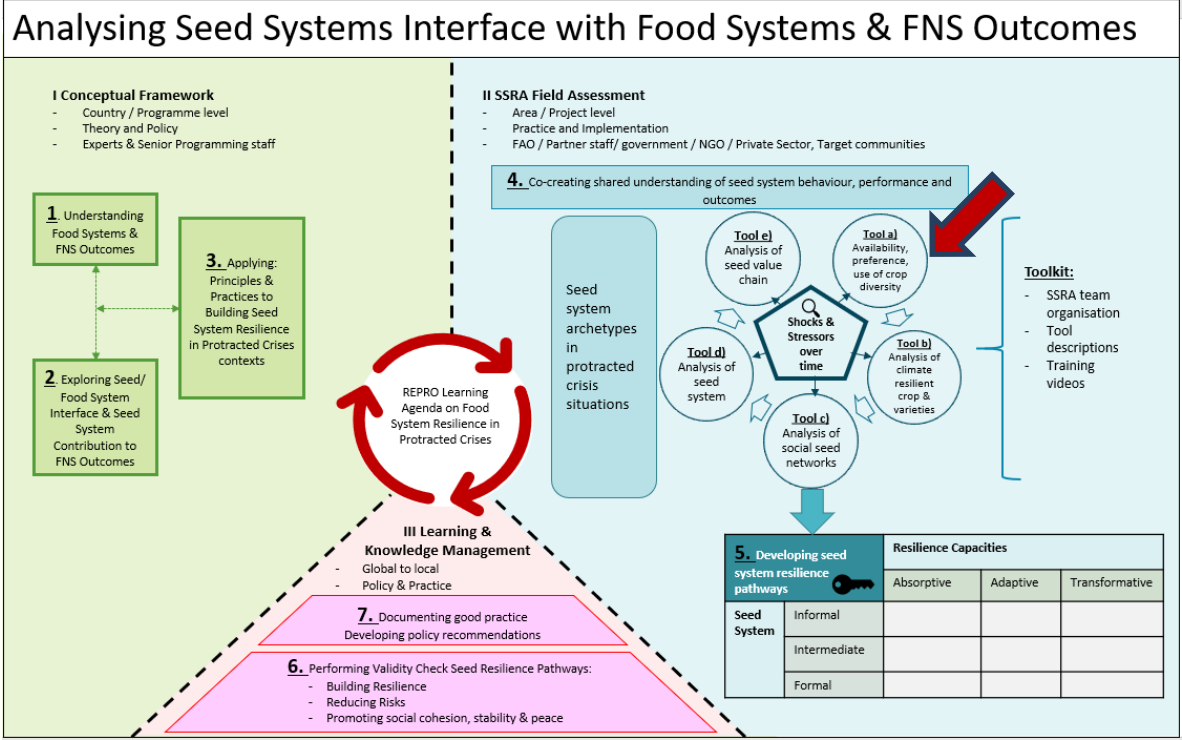 Analysing Seed Systems Interface with Food Systems & FNS Outcomes
I Conceptual Framework
- Country / Programme level
- Theory and Policy
- Experts & Senior Programming staff
1. Understanding
Food Systems &
FNS Outcomes
2. Exploring Seed/
Food System
Interface & Seed
System
Contribution to
FNS Outcomes
3. Applying:
Principles &
Practices to
Building Seed
System Resilience
in Protracted Crises
contexts
REPRO Learning
Agenda on Food
System Resilience in
Protracted Crises
II SSRA Field Assessment
- Area / Project level
- Practice and Implementation
- FAO / Partner staff/ government / NGO / Private Sector, Target communities
4. Co-creating shared understanding of seed system behaviour, performance and
outcomes
Seed
system
archetypes
in
protracted
crisis
situations
Tool e)
Analysis of
seed value
chain
Tool a)
Availability,
preference,
use of crop
diversity
Shocks &
Stressors
over
time
Tool d)
Analysis of
seed
system
Tool b)
Analysis of
climate
resilient
crop &
varieties
Tool c)
Analysis of
social seed
networks
Toolkit:
- SSRA team
organisation
- Tool
descriptions
- Training
videos
5. Developing seed
system resilience
pathways
Resilience Capacities
Absorptive
Adaptive
Transformative
Seed
System
Informal
Intermediate
Formal
III Learning &
Knowledge Management
- Global to local
- Policy & Practice
7. Documenting good practice
Developing policy recommendations
6. Performing Validity Check Seed Resilience Pathways:
- Building Resilience
- Reducing Risks
- Promoting social cohesion, stability & peace